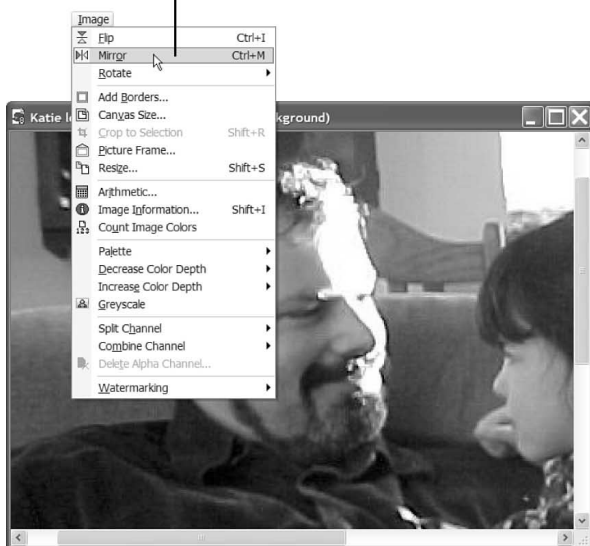 Image
Flip Ctrl+I
Mirror Ctrl+M
Rotate
Katie l kground)
Add Borders...
Canvas Size...
Crop to Selection Shift+R
Picture Frame...
Resize... Shift+S
Arithmetic...
Image Information... Shift+I
Count Image Colors
Palette
Decrease Color Depth
Increase Color Depth
Greyscale
Split Channel
Combine Channel
Delete Alpha Channel...
Watermarking